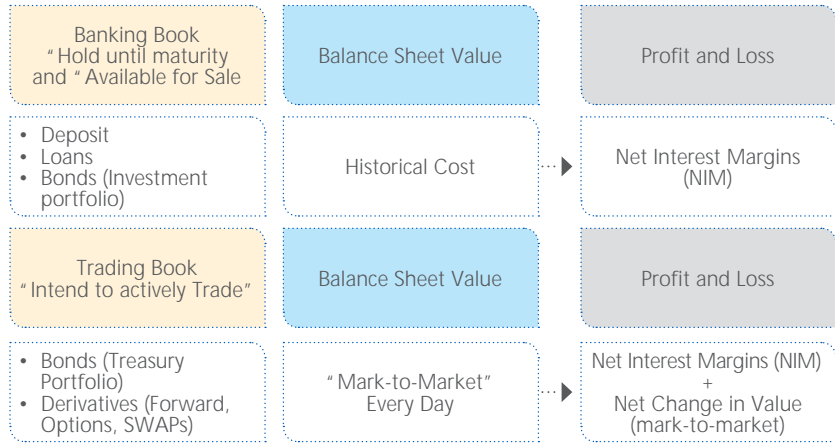 Banking Book
“Hold until maturity
and “Available for Sale
Balance Sheet Value
Profit and Loss
• Deposit
• Loans
• Bonds (Investment
portfolio)
Historical Cost
Net Interest Margins
(NIM)
Trading Book
“Intend to actively Trade”
Balance Sheet Value
Profit and Loss
• Bonds (Treasury
Portfolio)
• Derivatives (Forward,
Options, SWAPs)
“Mark-to-Market”
Every Day
Net Interest Margins (NIM)
+
Net Change in Value
(mark-to-market)